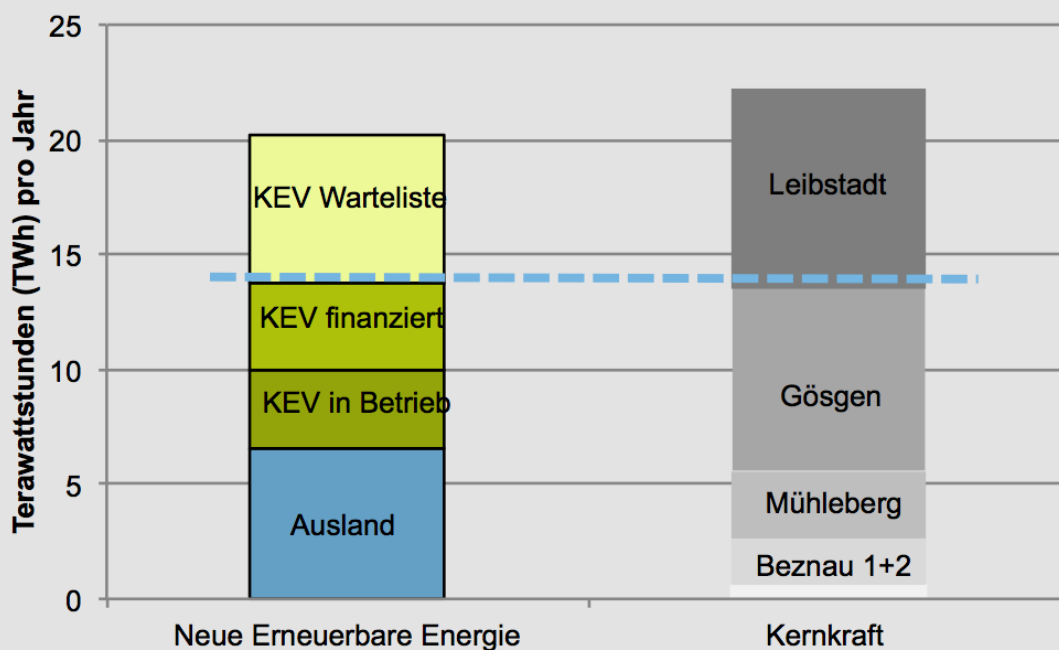 Terawattstunden (TWh) pro Jahr
25
20
15
10
5
0
KEV Warteliste
KEV finanziert
KEV in Betrieb
Ausland
Leibstadt
Gösgen
Mühleberg
Beznau 1+2
Neue Erneuerbare Energie
Kernkraft